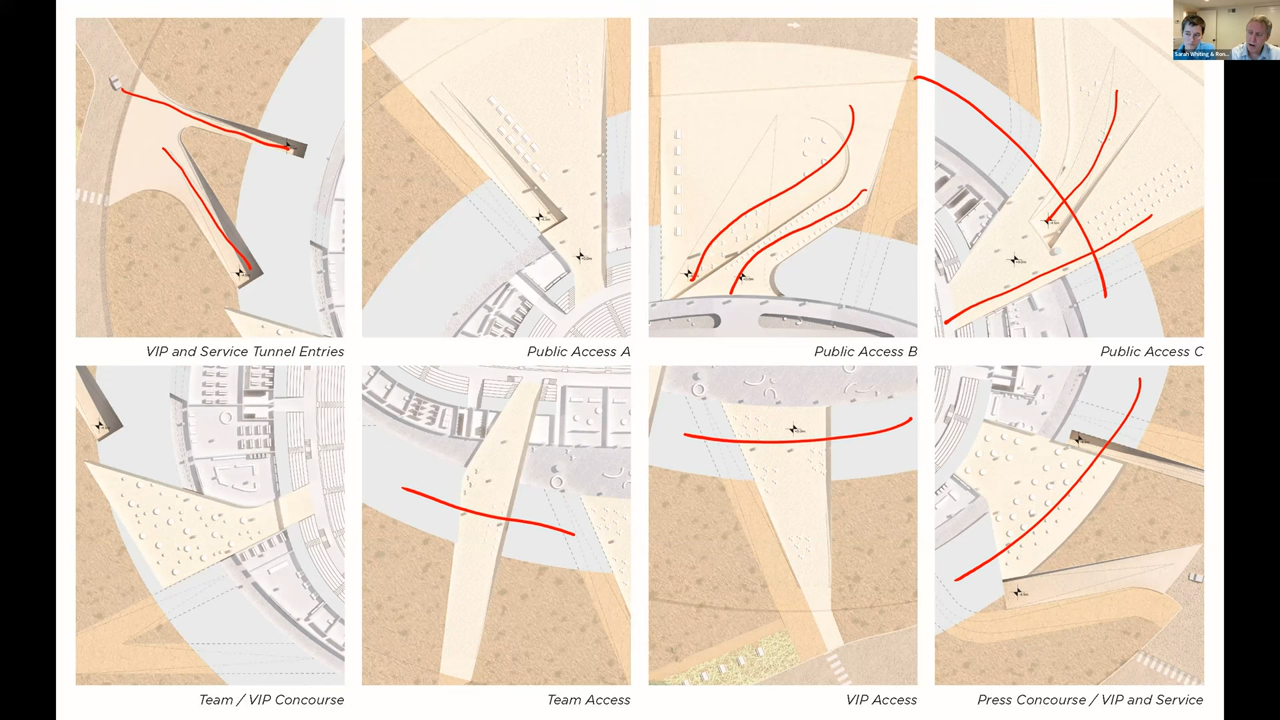 Sarah Whiting & Ron...
VIP and Service Tunnel Entries
Public Access A
Public Access B
Public Access C
Team / VIP Concourse
Team Access
VIP Access
Press Concourse / VIP and Service